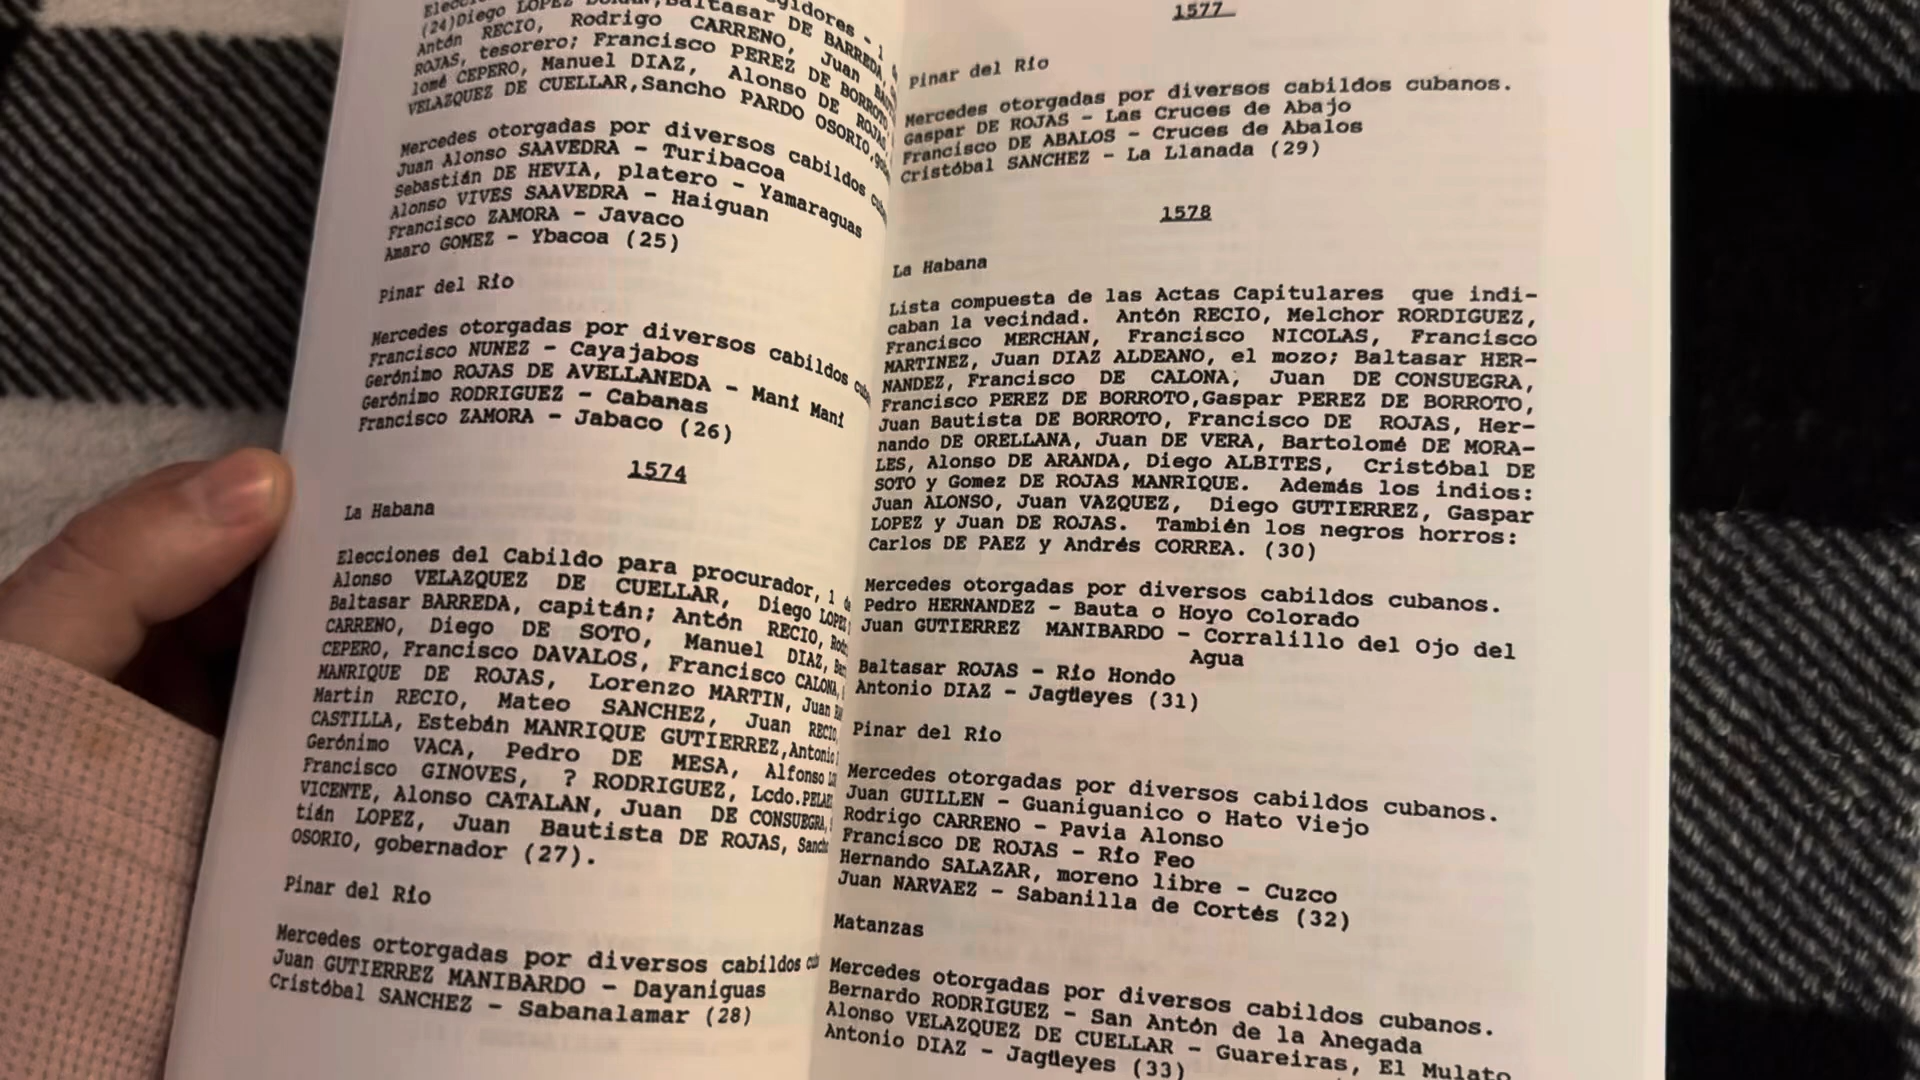 (24)Diego LOPEZ
Antón RECIO, Rodrigo CARRENO, Juan
ROJAS, tesorero; Francisco PEREZ DE BORROTO,
lomé CEPERO, Manuel DIAZ, Alonso DE ROJAS,
VELAZQUEZ DE CUELLAR,Sancho PARDO OSORIO,
Mercedes otorgadas por diversos cabildos
Juan Alonso SAAVEDRA - Turibacoa
Sebastián DE HEVIA, platero - Yamaraguas
Alonso VIVES SAAVEDRA - Haiguan
Francisco ZAMORA - Javaco
Amaro GOMEZ - Ybacoa (25)
Pinar del Río
Mercedes otorgadas por diversos cabildos
Francisco NUNEZ - Cayajabos
Gerónimo ROJAS DE AVELLANEDA - Maní Maní
Gerónimo RODRIGUEZ - Cabanas
Francisco ZAMORA - Jabaco (26)
1574
La Habana
Elecciones del Cabildo para procurador, 1
Alonso VELAZQUEZ DE CUELLAR, Diego LOPEZ
Baltasar BARREDA, capitán; Antón RECIO,
CARRENO, Diego DE SOTO, Manuel DIAZ,
CEPERO, Francisco DAVALOS, Francisco CALONA,
MANRIQUE DE ROJAS, Lorenzo MARTIN, Juan
Martin RECIO, Mateo SANCHEZ, Juan RECIO,
CASTILLA, Estebán MANRIQUE GUTIERREZ,Antonio
Gerónimo VACA, Pedro DE MESA, Alfonso
Francisco GINOVES, ? RODRIGUEZ, Lcdo.
VICENTE, Alonso CATALAN, Juan DE CONSUEGRA,
tián LOPEZ, Juan Bautista DE ROJAS,
OSORIO, gobernador (27).
Pinar del Río
Mercedes ortorgadas por diversos cabildos
Juan GUTIERREZ MANIBARDO - Dayaniguas
Cristóbal SANCHEZ - Sabanalamar (28)
1577
Pinar del Río
Mercedes otorgadas por diversos cabildos cubanos.
Gaspar DE ROJAS - Las Cruces de Abajo
Francisco DE ABALOS - Cruces de Abalos
Cristóbal SANCHEZ - La Llanada (29)
1578
La Habana
Lista compuesta de las Actas Capitulares que indi-
caban la vecindad. Antón RECIO, Melchor RORDIGUEZ,
Francisco MERCHAN, Francisco NICOLAS, Francisco
MARTINEZ, Juan DIAZ ALDEANO, el mozo; Baltasar HER-
NANDEZ, Francisco DE CALONA, Juan DE CONSUEGRA,
Francisco PEREZ DE BORROTO,Gaspar PEREZ DE BORROTO,
Juan Bautista DE BORROTO, Francisco DE ROJAS, Her-
nando DE ORELLANA, Juan DE VERA, Bartolomé DE MORA-
LES, Alonso DE ARANDA, Diego ALBITES, Cristóbal DE
SOTO y Gomez DE ROJAS MANRIQUE. Además los indios:
Juan ALONSO, Juan VAZQUEZ, Diego GUTIERREZ, Gaspar
LOPEZ y Juan DE ROJAS. También los negros horros:
Carlos DE PAEZ y Andrés CORREA. (30)
Mercedes otorgadas por diversos cabildos cubanos.
Pedro HERNANDEZ - Bauta o Hoyo Colorado
Juan GUTIERREZ MANIBARDO - Corralillo del Ojo del
Agua
Baltasar ROJAS - Río Hondo
Antonio DIAZ - Jagüeyes (31)
Pinar del Río
Mercedes otorgadas por diversos cabildos cubanos.
Juan GUILLEN - Guaniguanico o Hato Viejo
Rodrigo CARRENO - Pavia Alonso
Francisco DE ROJAS - Río Feo
Hernando SALAZAR, moreno libre - Cuzco
Juan NARVAEZ - Sabanilla de Cortés (32)
Matanzas
Mercedes otorgadas por diversos cabildos cubanos.
Bernardo RODRIGUEZ - San Antón de la Anegada
Alonso VELAZQUEZ DE CUELLAR - Guareiras, El Mulato
Antonio DIAZ - Jagüeyes (33)